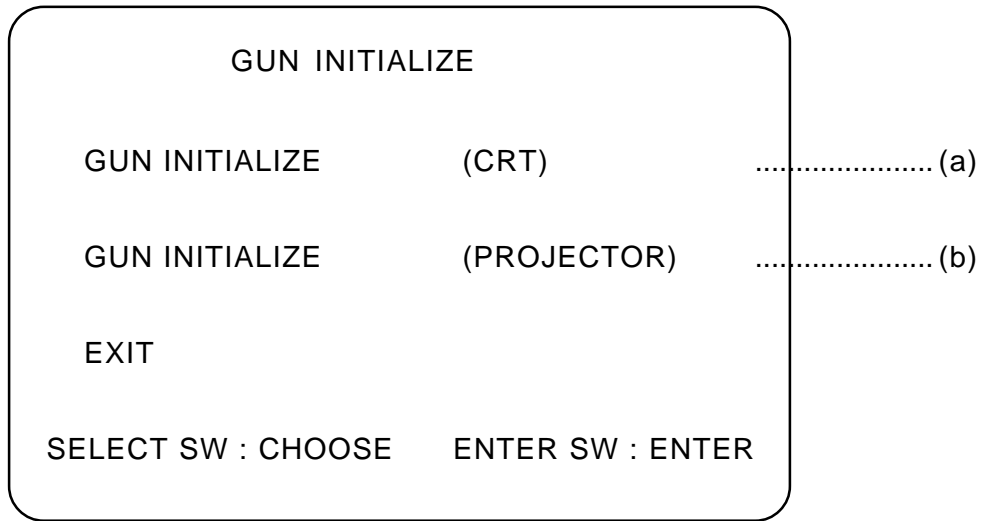 GUN INITIALIZE
GUN INITIALIZE (CRT) ......................(a)
GUN INITIALIZE (PROJECTOR) ......................(b)
EXIT
SELECT SW : CHOOSE ENTER SW : ENTER